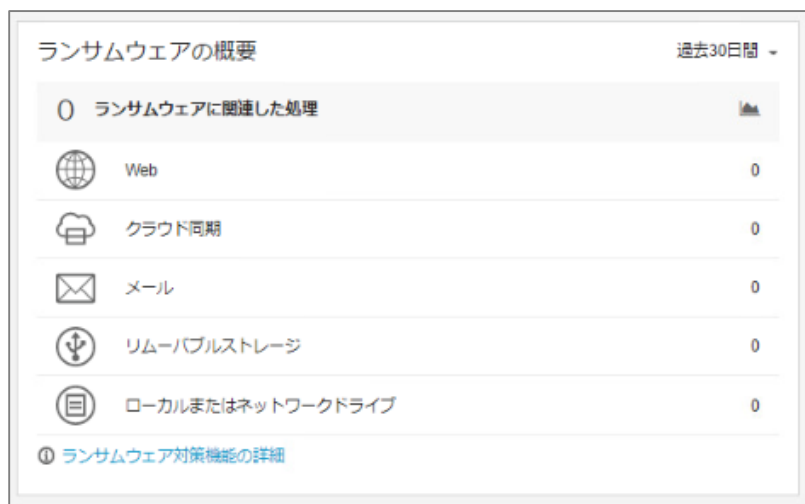 ランサムウェアの概要 過去30日間
0 ランサムウェアに関連した処理
Web 0
クラウド同期 0
メール 0
リムーバブルストレージ 0
ローカルまたはネットワークドライブ 0
ランサムウェア対策機能の詳細